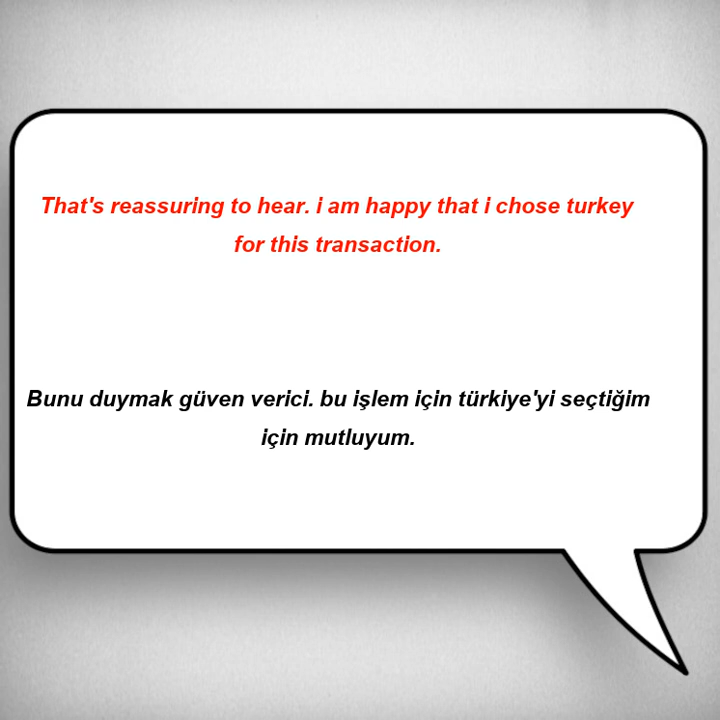 That's reassuring to hear. i am happy that i chose turkey
for this transaction.
Bunu duymak güven verici. bu işlem için türkiye'yi seçtiğim
için mutluyum.